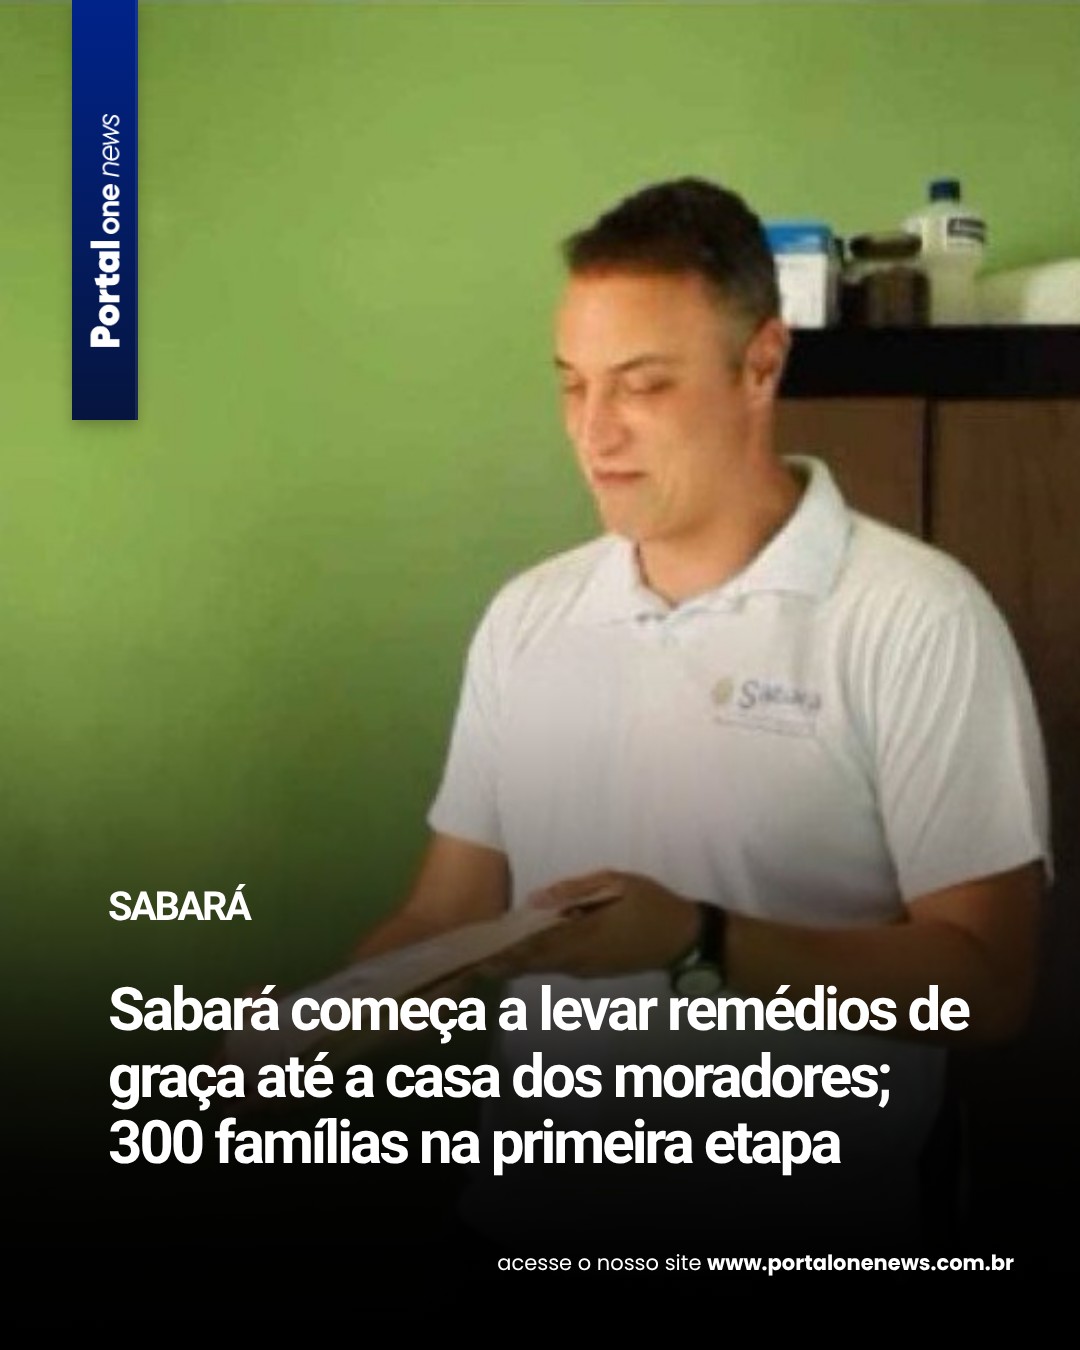 Portal one news
SABARÁ
Sabará começa a levar remédios de
graça até a casa dos moradores;
300 famílias na primeira etapa
acesse o nosso site www.portalonenews.com.br